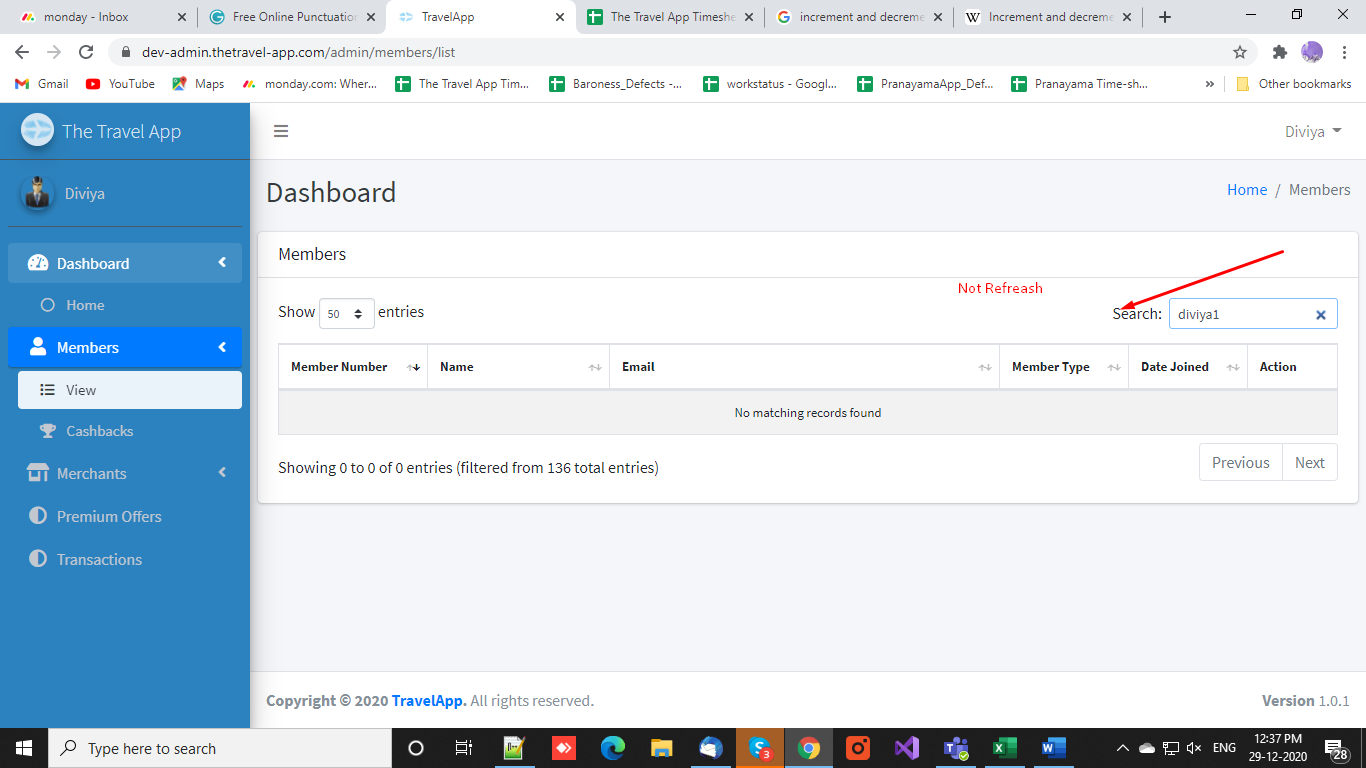 monday - Inbox
Free Online Punctuation
TravelApp
The Travel App Timeshe
increment and decreme
Increment and decreme
dev-admin.thetravel-app.com/admin/members/list
Gmail
YouTube
Maps
monday.com: Wher...
The Travel App Tim...
Baroness_Defects -...
workstatus - Googl...
PranayamaApp_Def...
Pranayama Time-sh...
»
Other bookmarks
The Travel App
Diviya
Diviya
Dashboard
Home
Members
View
Cashbacks
Merchants
Premium Offers
Transactions
Dashboard
Home / Members
Members
Not Refreash
Show 50 entries
Search: diviya1
Member Number Name Email Member Type Date Joined Action
No matching records found
Showing 0 to 0 of 0 entries (filtered from 136 total entries)
Previous Next
Copyright © 2020 TravelApp. All rights reserved.
Version 1.0.1
Type here to search
3
ENG
12:37 PM
29-12-2020
28